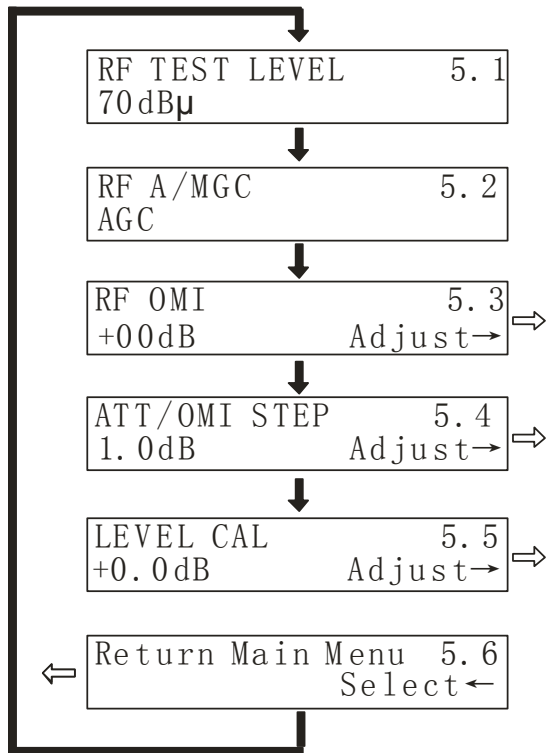 RF TEST LEVEL 5.1
70dBµ
RF A/MGC 5.2
AGC
RF OMI 5.3
+00dB Adjust→
ATT/OMI STEP 5.4
1.0dB Adjust→
LEVEL CAL 5.5
+0.0dB Adjust→
Return Main Menu 5.6
Select←